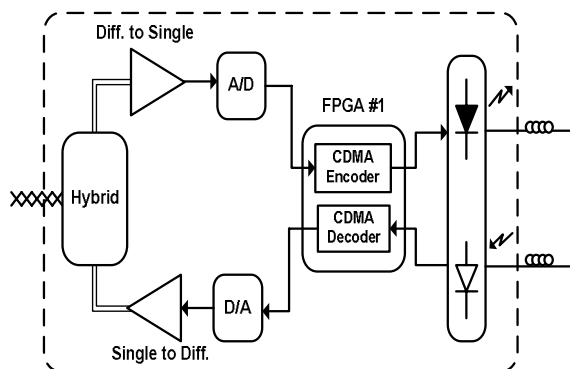 Diff. to Single
A/D
FPGA #1
CDMA
Encoder
Hybrid
CDMA
Decoder
D/A
Single to Diff.